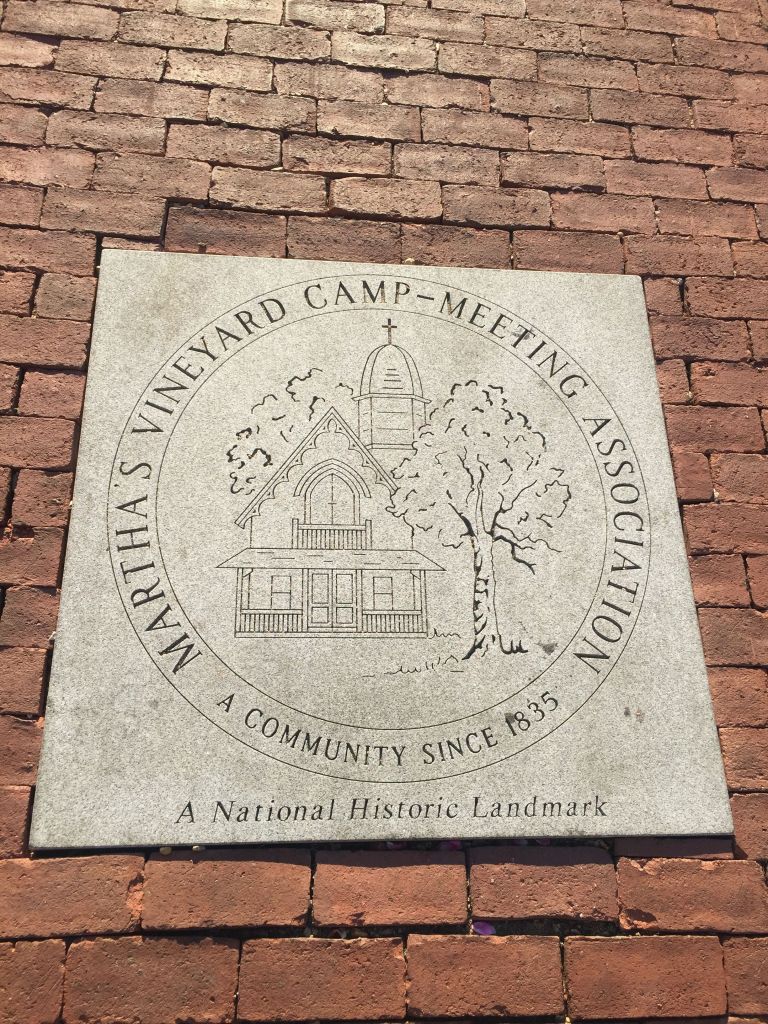 MARTHA'S VINEYARD CAMP-MEETING ASSOCIATION
A COMMUNITY SINCE 1835
A National Historic Landmark